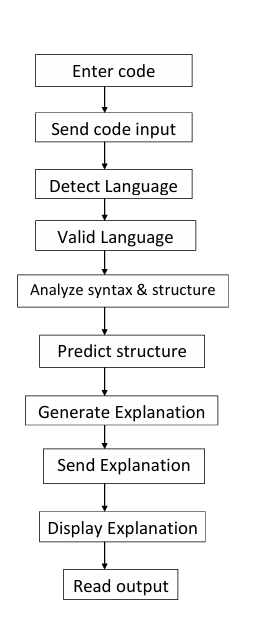 Enter code
Send code input
Detect Language
Valid Language
Analyze syntax & structure
Predict structure
Generate Explanation
Send Explanation
Display Explanation
Read output